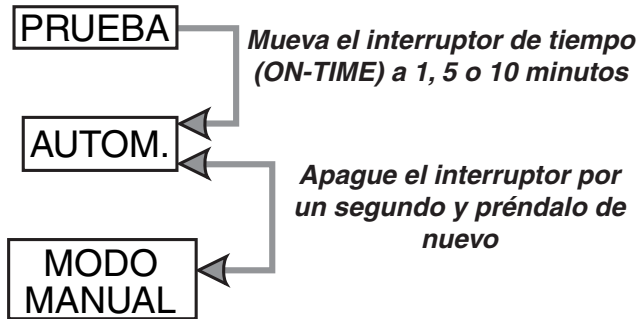 PRUEBA
Mueva el interruptor de tiempo
(ON-TIME) a 1, 5 o 10 minutos
AUTOM.
Apague el interruptor por
un segundo y préndalo de
nuevo
MODO
MANUAL